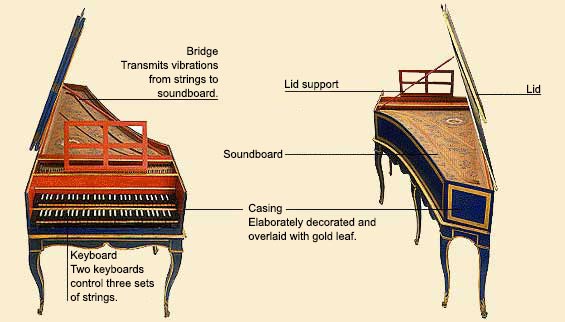 Bridge
Transmits vibrations
from strings to
soundboard.
Lid support
Lid
Soundboard
Casing
Elaborately decorated and
overlaid with gold leaf.
Keyboard
Two keyboards
control three sets
of strings.